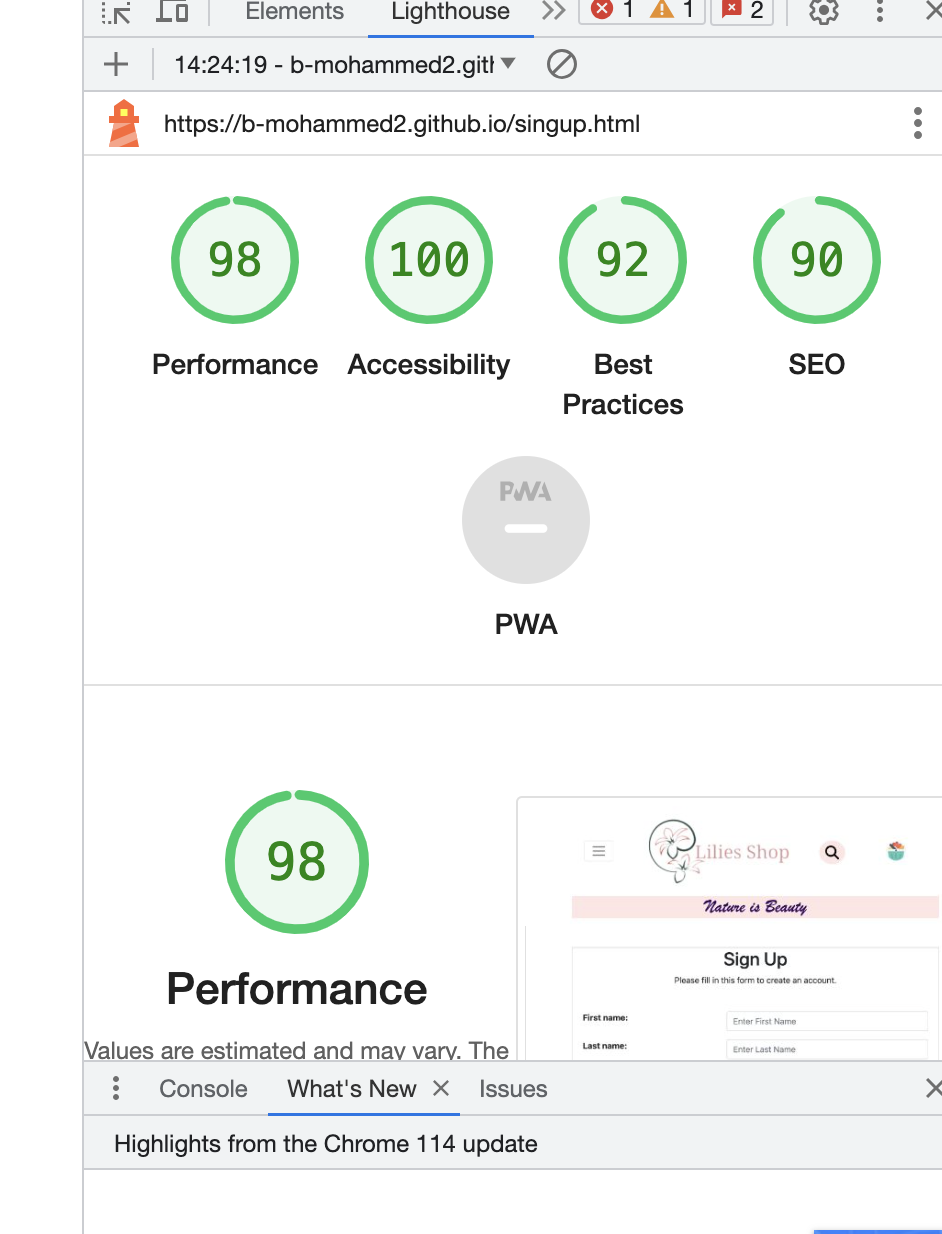 Elements Lighthouse 1 1 2
14:24:19 - b-mohammed2.gith
https://b-mohammed2.github.io/singup.html
98 100 92 90
Performance Accessibility Best SEO
Practices
PWA
PWA
98
Performance
Values are estimated and may vary. The
Lilies Shop
Nature is Beauty
Sign Up
Please fill in this form to create an account.
First name: Enter First Name
Last name: Enter Last Name
Console What's New Issues
Highlights from the Chrome 114 update